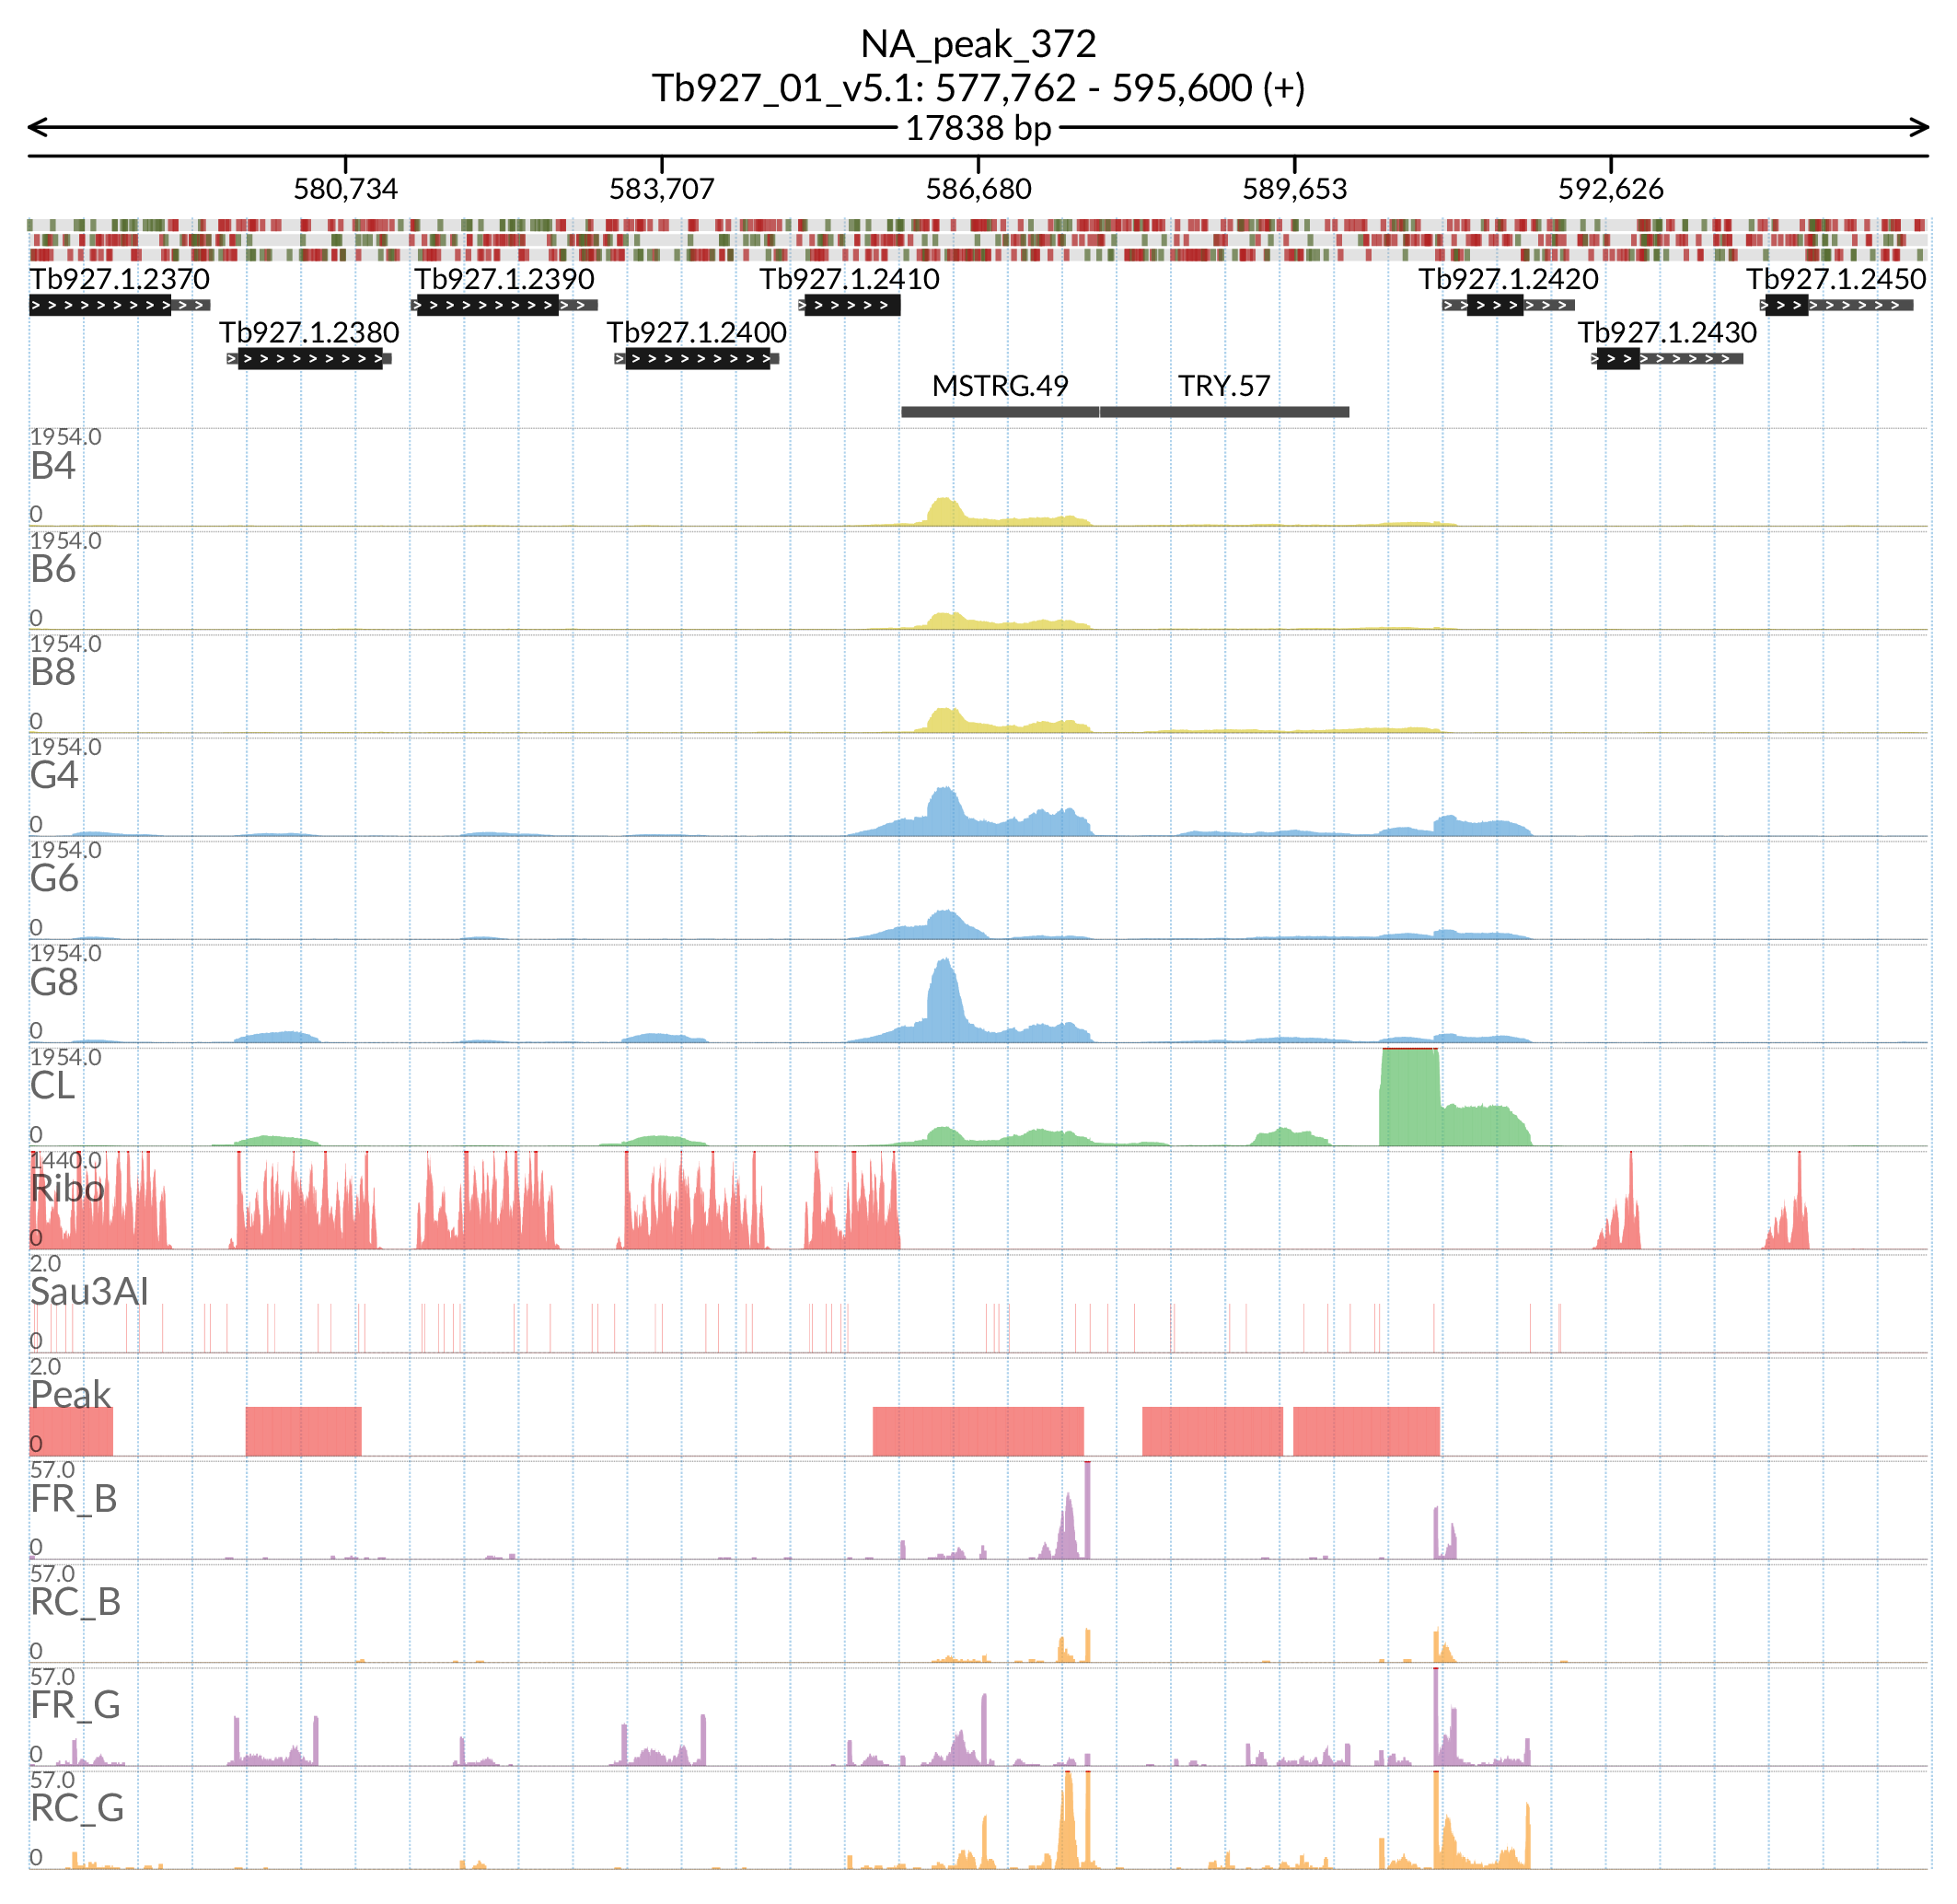 NA_peak_372
Tb927_01_v5.1: 577,762 - 595,600 (+)
17838 bp
580,734 583,707 586,680 589,653 592,626
Tb927.1.2370 Tb927.1.2390 Tb927.1.2410 Tb927.1.2420 Tb927.1.2450
Tb927.1.2380 Tb927.1.2400 Tb927.1.2430
MSTRG.49 TRY.57
1954.0
B4
0
1954.0
B6
0
1954.0
B8
0
1954.0
G4
0
1954.0
G6
0
1954.0
G8
0
1954.0
CL
0
1440.0
Ribo
0
2.0
Sau3AI
0
2.0
Peak
0
57.0
FR_B
0
57.0
RC_B
0
57.0
FR_G
0
57.0
RC_G
0